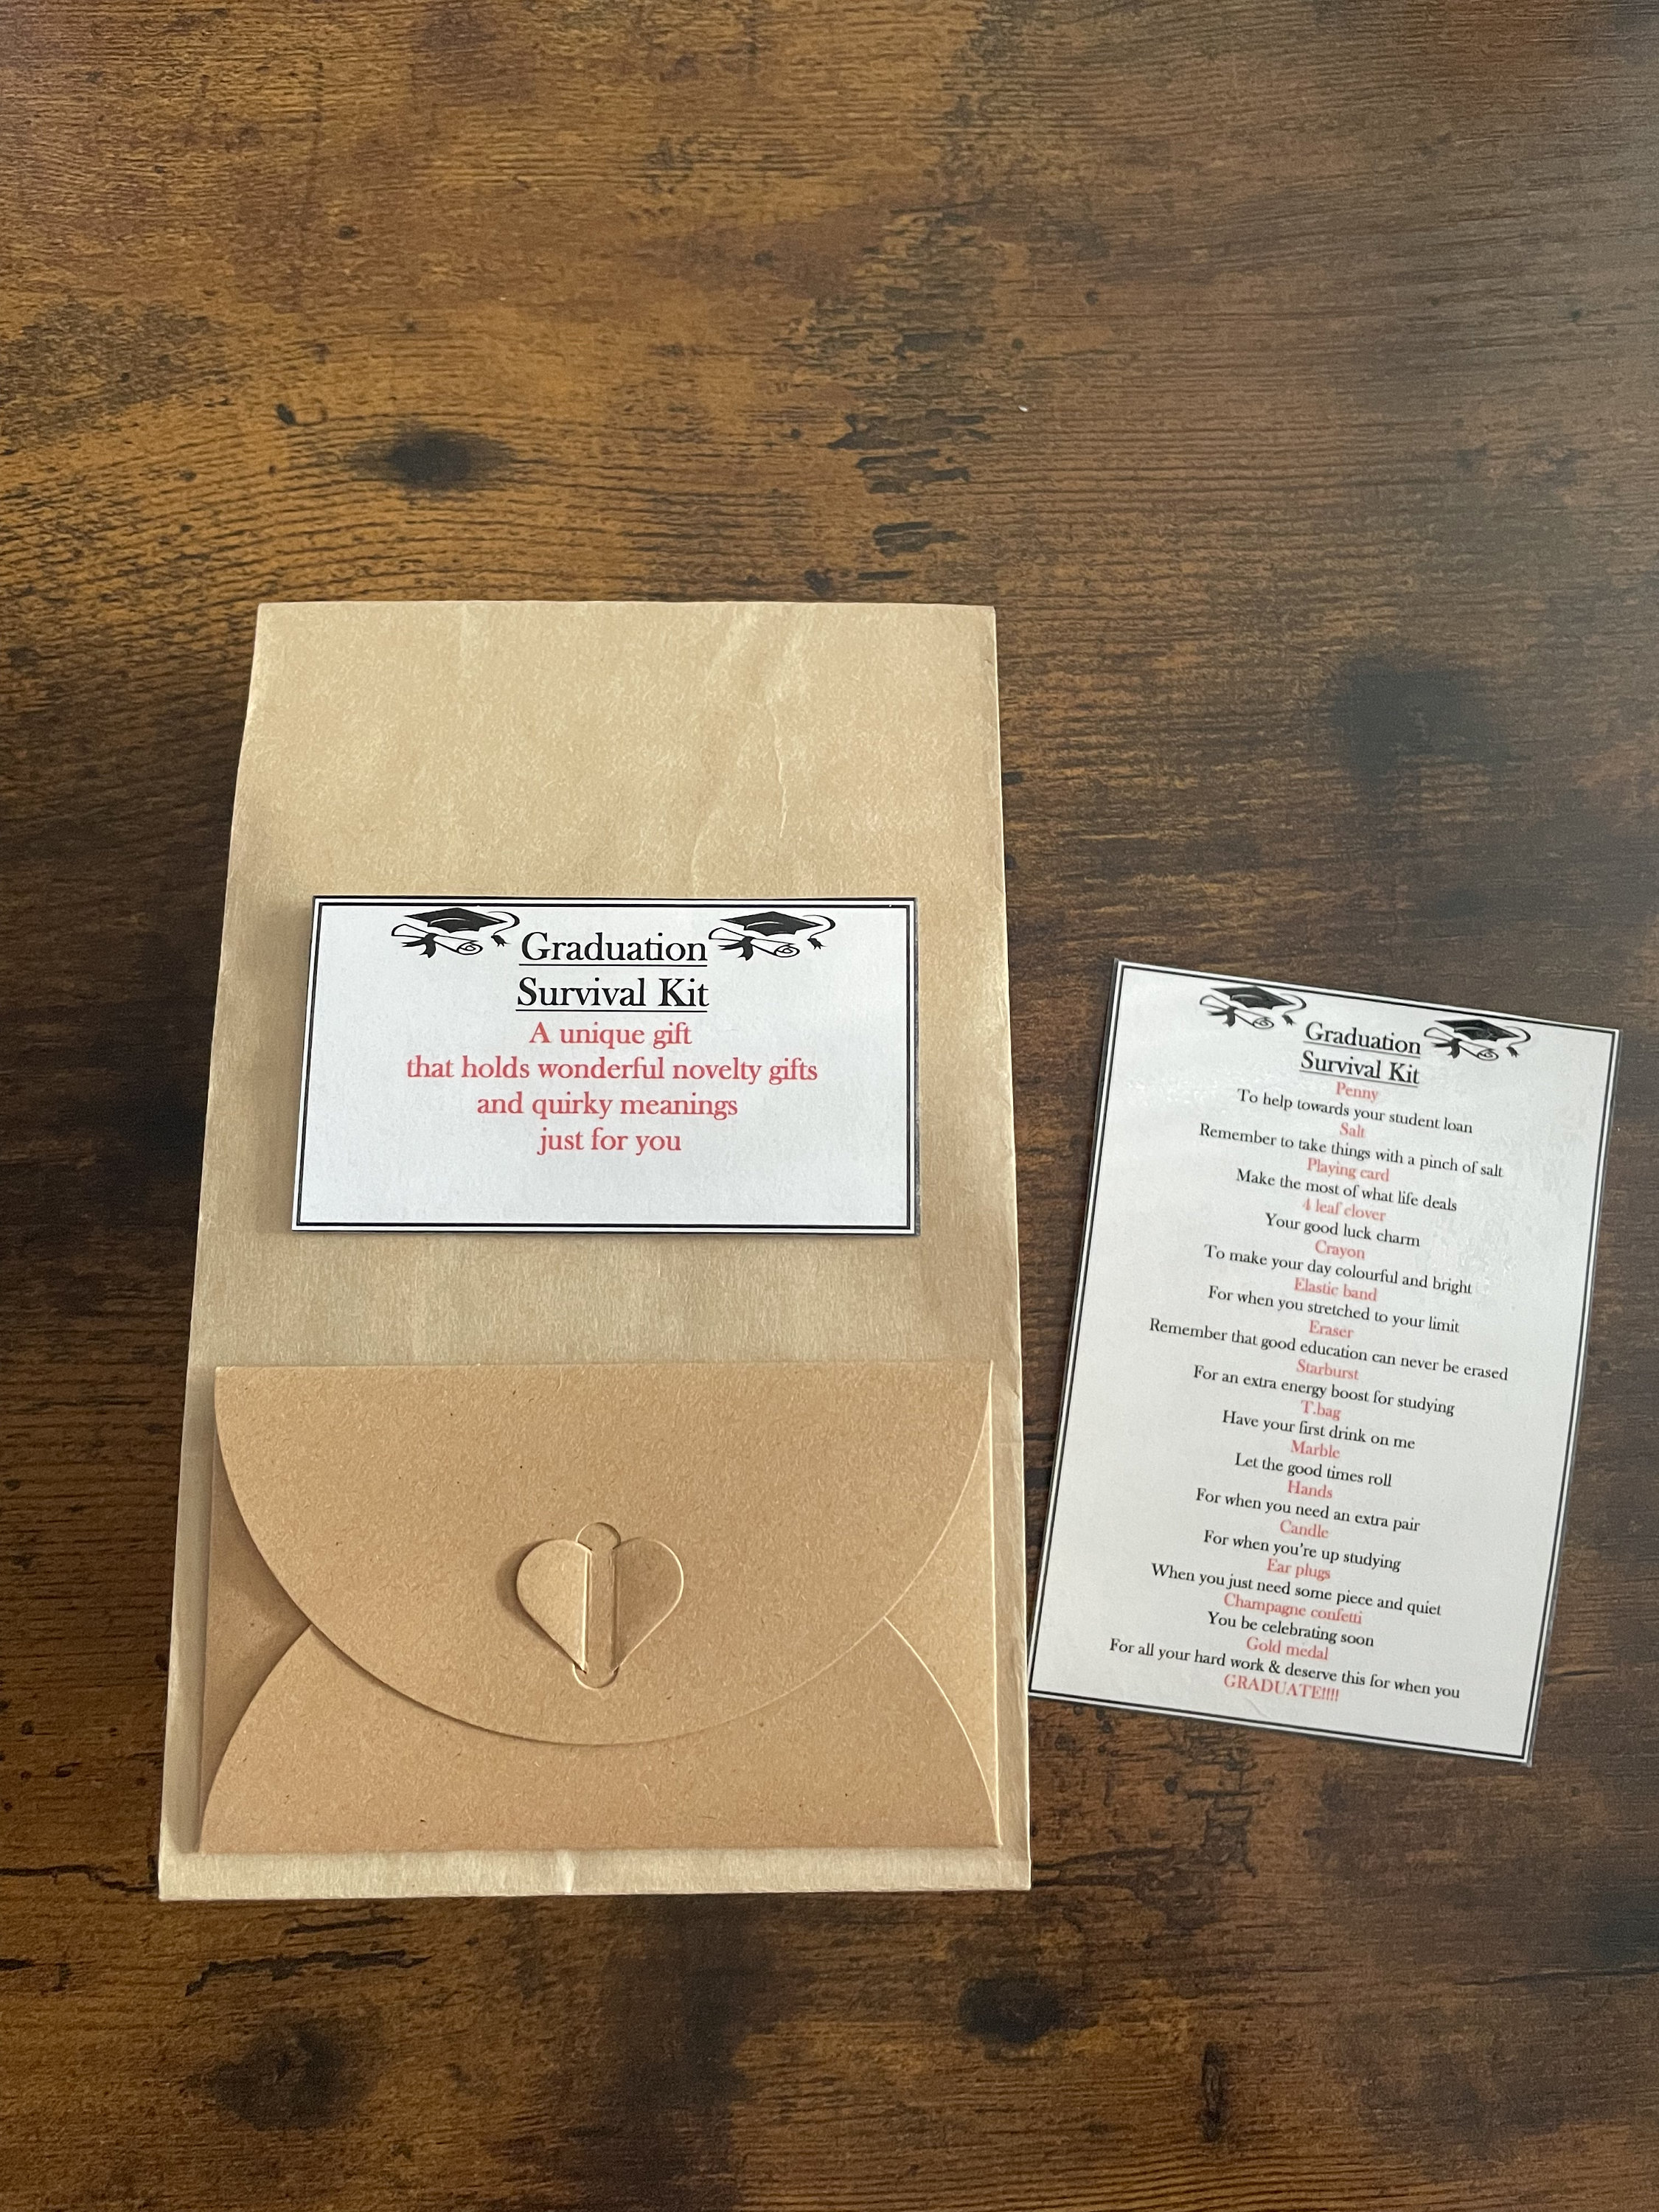 Graduation
Survival Kit
A unique gift
that holds wonderful novelty gifts
and quirky meanings
just for you
Graduation
Survival Kit
Penny
To help towards your student loan
Salt
Remember to take things with a pinch of salt
Playing card
Make the most of what life deals
4 leaf clover
Your good luck charm
Crayon
To make your day colourful and bright
Elastic band
For when you stretched to your limit
Eraser
Remember that good education can never be erased
Starburst
For an extra energy boost for studying
T.bag
Have your first drink on me
Marble
Let the good times roll
Hands
For when you need an extra pair
Candle
For when you're up studying
Ear plugs
When you just need some piece and quiet
Champagne confetti
You be celebrating soon
Gold medal
For all your hard work & deserve this for when you
GRADUATE!!!!